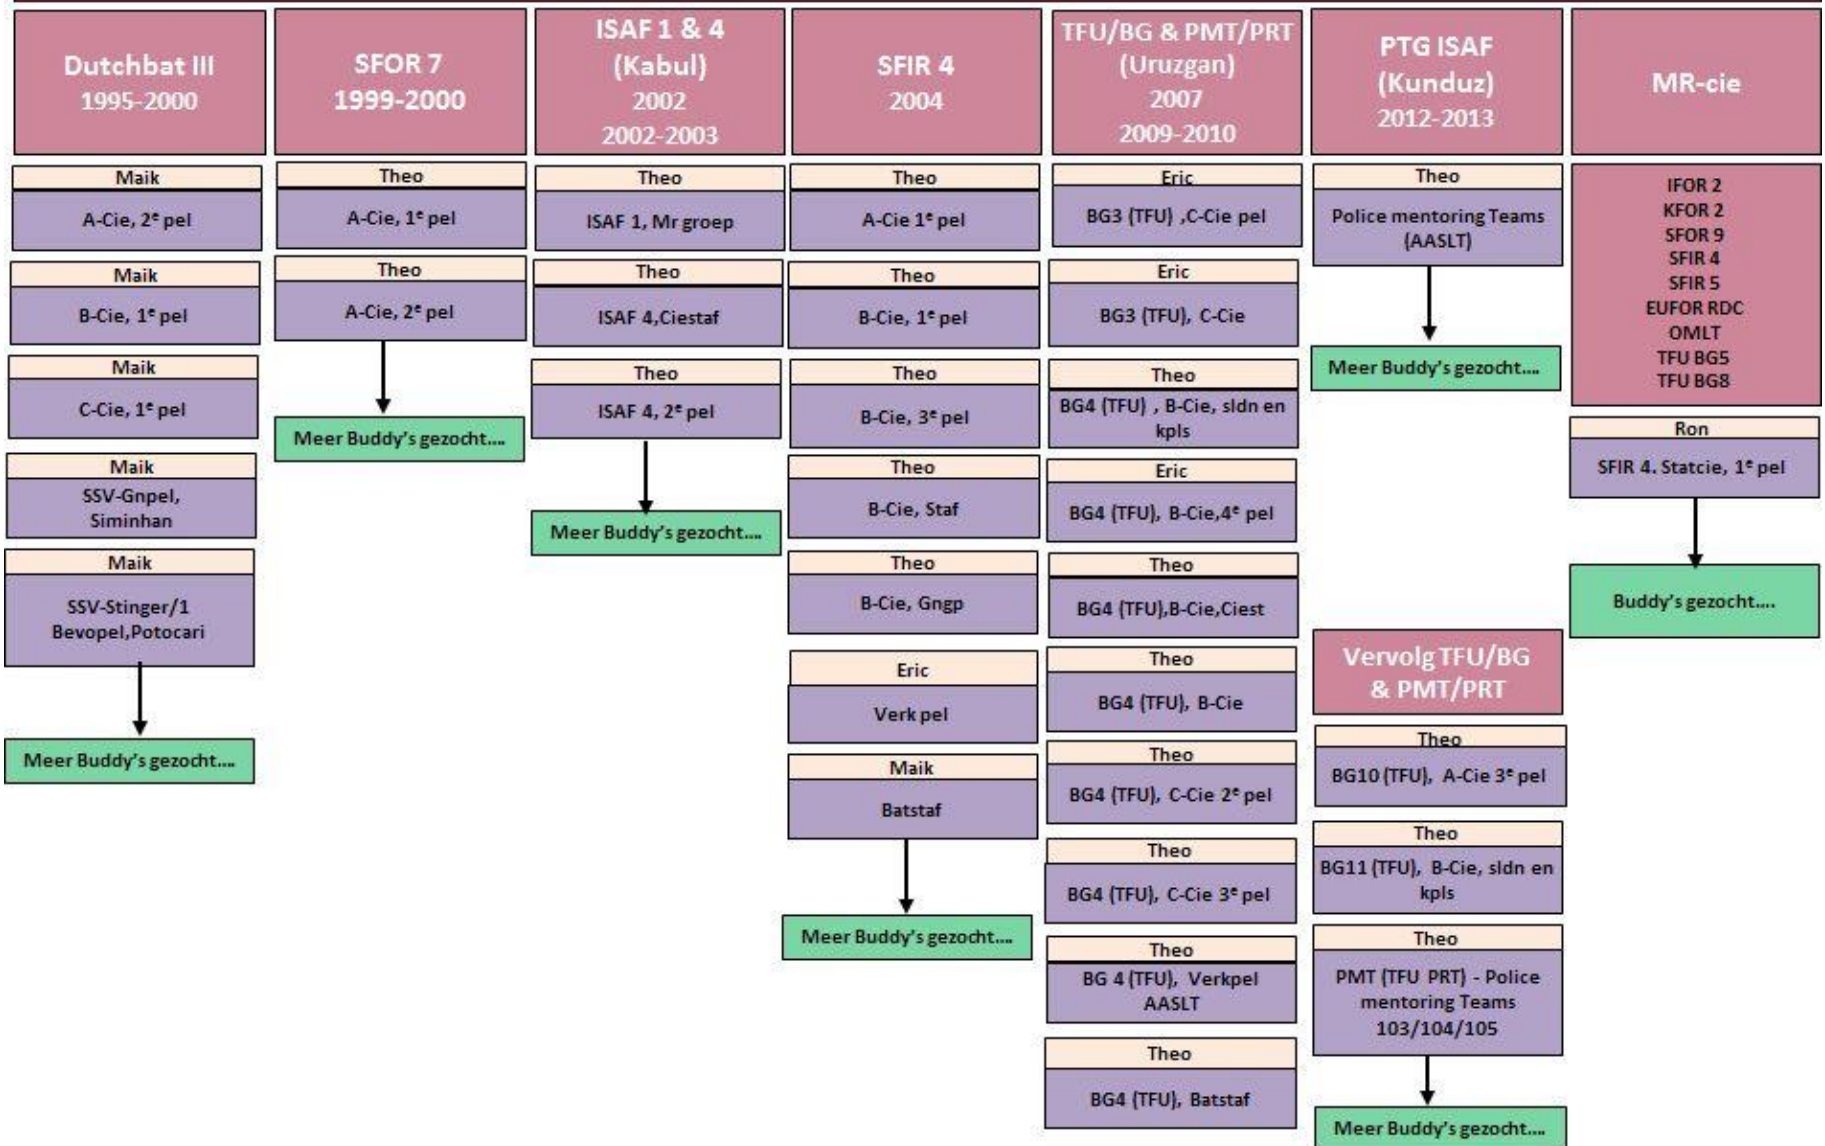 Dutchbat III
1995-2000
Maik
A-Cie, 2e pel
Maik
B-Cie, 1e pel
Maik
C-Cie, 1e pel
Maik
SSV-Gnpel,
Siminhan
Maik
SSV-Stinger/1
Bevopel,Potocari
Meer Buddy's gezocht....
SFOR 7
1999-2000
Theo
A-Cie, 1e pel
Theo
A-Cie, 2e pel
Meer Buddy's gezocht....
ISAF 1 & 4
(Kabul)
2002
2002-2003
Theo
ISAF 1, Mr groep
Theo
ISAF 4,Ciestaf
Theo
ISAF 4, 2e pel
Meer Buddy's gezocht....
SFIR 4
2004
Theo
A-Cie 1e pel
Theo
B-Cie, 1e pel
Theo
B-Cie, 3e pel
Theo
B-Cie, Staf
Theo
B-Cie, Gngp
Eric
Verk pel
Maik
Batstaf
Meer Buddy's gezocht....
TFU/BG & PMT/PRT
(Uruzgan)
2007
2009-2010
Eric
BG3 (TFU) ,C-Cie pel
Eric
BG3 (TFU), C-Cie
Theo
BG4 (TFU) , B-Cie, sldn en
kpls
Eric
BG4 (TFU), B-Cie,4e pel
Theo
BG4 (TFU),B-Cie,Ciest
Theo
BG4 (TFU), B-Cie
Theo
BG4 (TFU), C-Cie 2e pel
Theo
BG4 (TFU), C-Cie 3e pel
Theo
BG 4 (TFU), Verkpel
AASLT
Theo
BG4 (TFU), Batstaf
PTG ISAF
(Kunduz)
2012-2013
Theo
Police mentoring Teams
(AASLT)
Meer Buddy's gezocht....
Vervolg TFU/BG
& PMT/PRT
Theo
BG10 (TFU), A-Cie 3e pel
Theo
BG11 (TFU), B-Cie, sldn en
kpls
Theo
PMT (TFU PRT) - Police
mentoring Teams
103/104/105
Meer Buddy's gezocht....
MR-cie
IFOR 2
KFOR 2
SFOR 9
SFIR 4
SFIR 5
EUFOR RDC
OMLT
TFU BG5
TFU BG8
Ron
SFIR 4. Statcie, 1e pel
Buddy's gezocht....